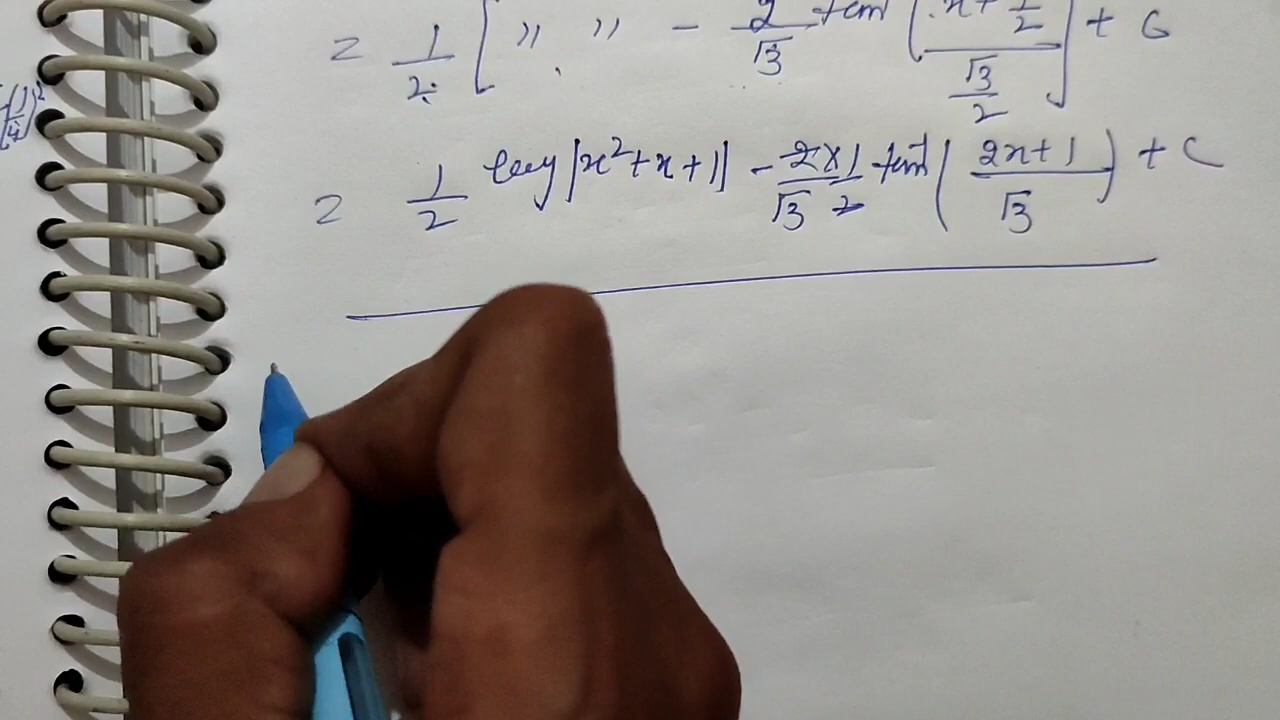 = 1/2 [ " " - 2/√3 tan⁻¹ ( (x + 1/2) / (√3/2) ) ] + C
= 1/2 log |x² + x + 1| - (2 × 1)/(√3 2) tan⁻¹ ( (2x + 1)/√3 ) + C